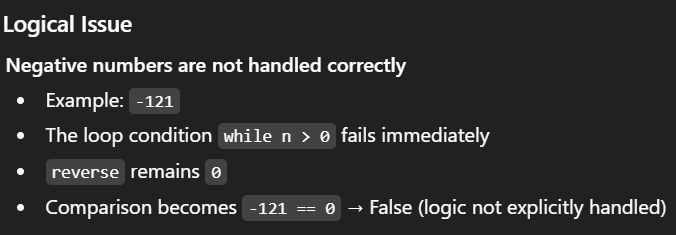 Logical Issue
Negative numbers are not handled correctly
• Example: -121
• The loop condition while n > 0 fails immediately
• reverse remains 0
• Comparison becomes -121 == 0 → False (logic not explicitly handled)